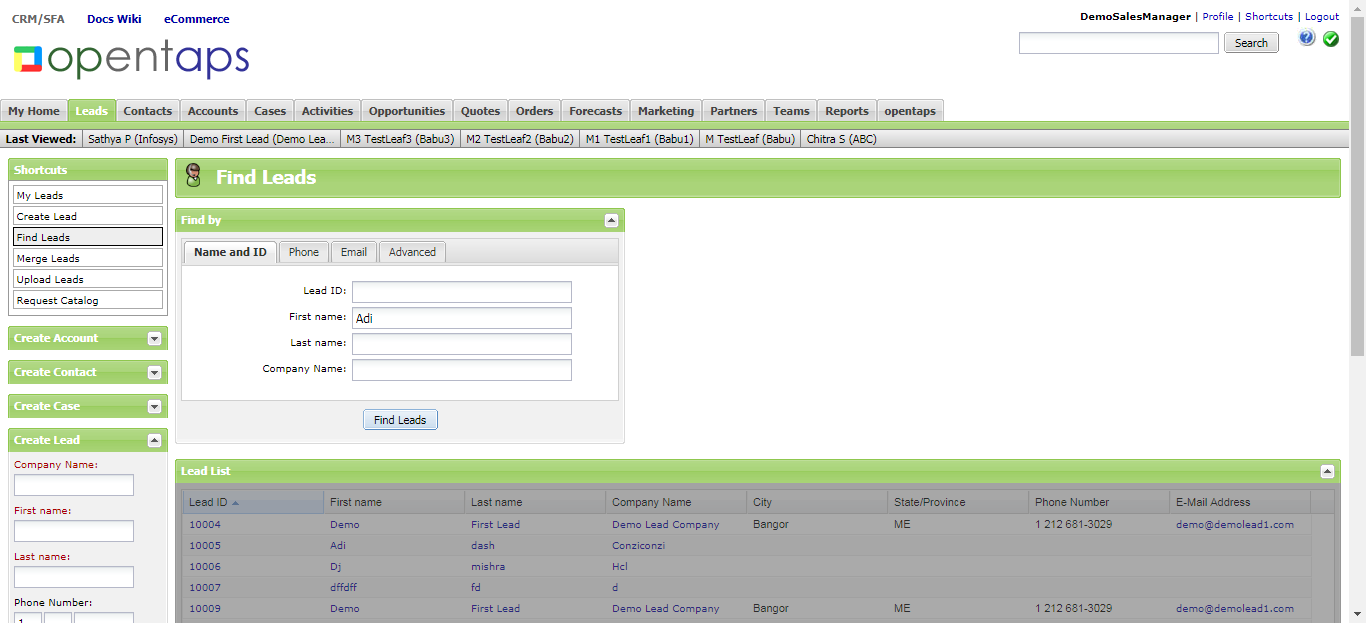 CRM/SFA Docs Wiki eCommerce
DemoSalesManager | Profile | Shortcuts | Logout
opentaps
Search
?
My Home Leads Contacts Accounts Cases Activities Opportunities Quotes Orders Forecasts Marketing Partners Teams Reports opentaps
Last Viewed: Sathya P (Infosys) Demo First Lead (Demo Lea... M3 TestLeaf3 (Babu3) M2 TestLeaf2 (Babu2) M1 TestLeaf1 (Babu1) M TestLeaf (Babu) Chitra S (ABC)
Shortcuts
My Leads
Create Lead
Find Leads
Merge Leads
Upload Leads
Request Catalog
Create Account
Create Contact
Create Case
Create Lead
Company Name:
First name:
Last name:
Phone Number:
1
Find Leads
Find by
Name and ID Phone Email Advanced
Lead ID:
First name: Adi
Last name:
Company Name:
Find Leads
Lead List
Lead ID First name Last name Company Name City State/Province Phone Number E-Mail Address
10004 Demo First Lead Demo Lead Company Bangor ME 1 212 681-3029 demo@demolead1.com
10005 Adi dash Conziconzi
10006 Dj mishra Hcl
10007 dffdff fd d
10009 Demo First Lead Demo Lead Company Bangor ME 1 212 681-3029 demo@demolead1.com